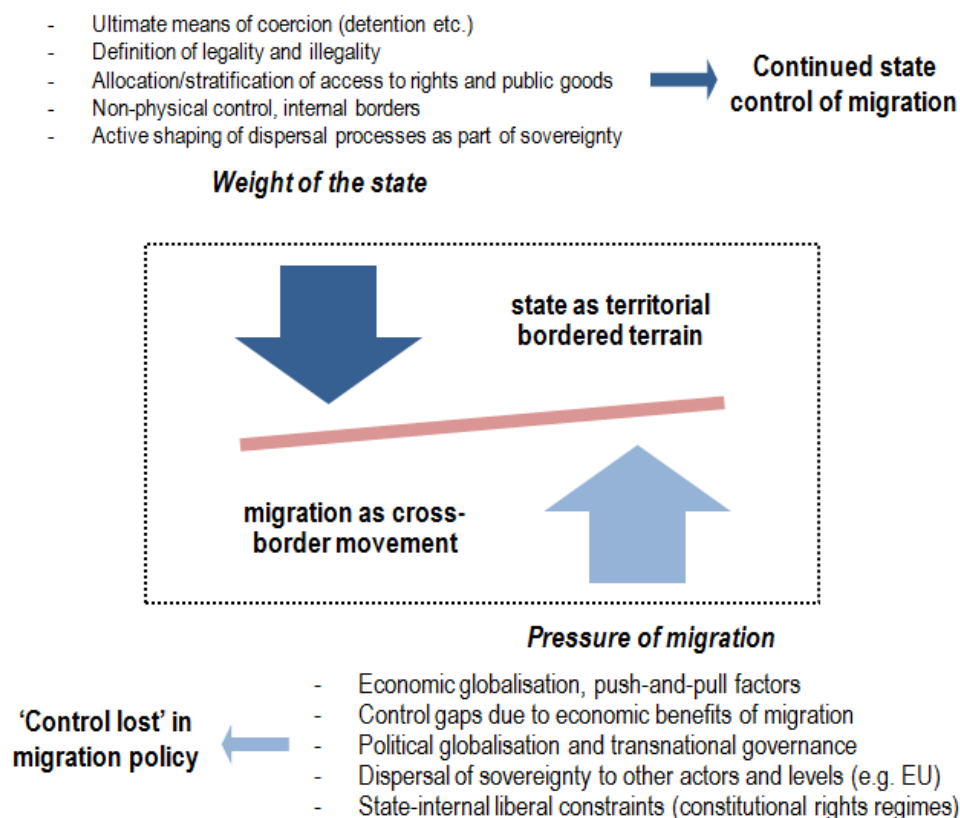 - Ultimate means of coercion (detention etc.)
- Definition of legality and illegality
- Allocation/stratification of access to rights and public goods
- Non-physical control, internal borders
- Active shaping of dispersal processes as part of sovereignty
Continued state
control of migration
Weight of the state
state as territorial
bordered terrain
migration as cross-
border movement
Pressure of migration
- Economic globalisation, push-and-pull factors
- Control gaps due to economic benefits of migration
- Political globalisation and transnational governance
- Dispersal of sovereignty to other actors and levels (e.g. EU)
- State-internal liberal constraints (constitutional rights regimes)
‘Control lost’ in
migration policy